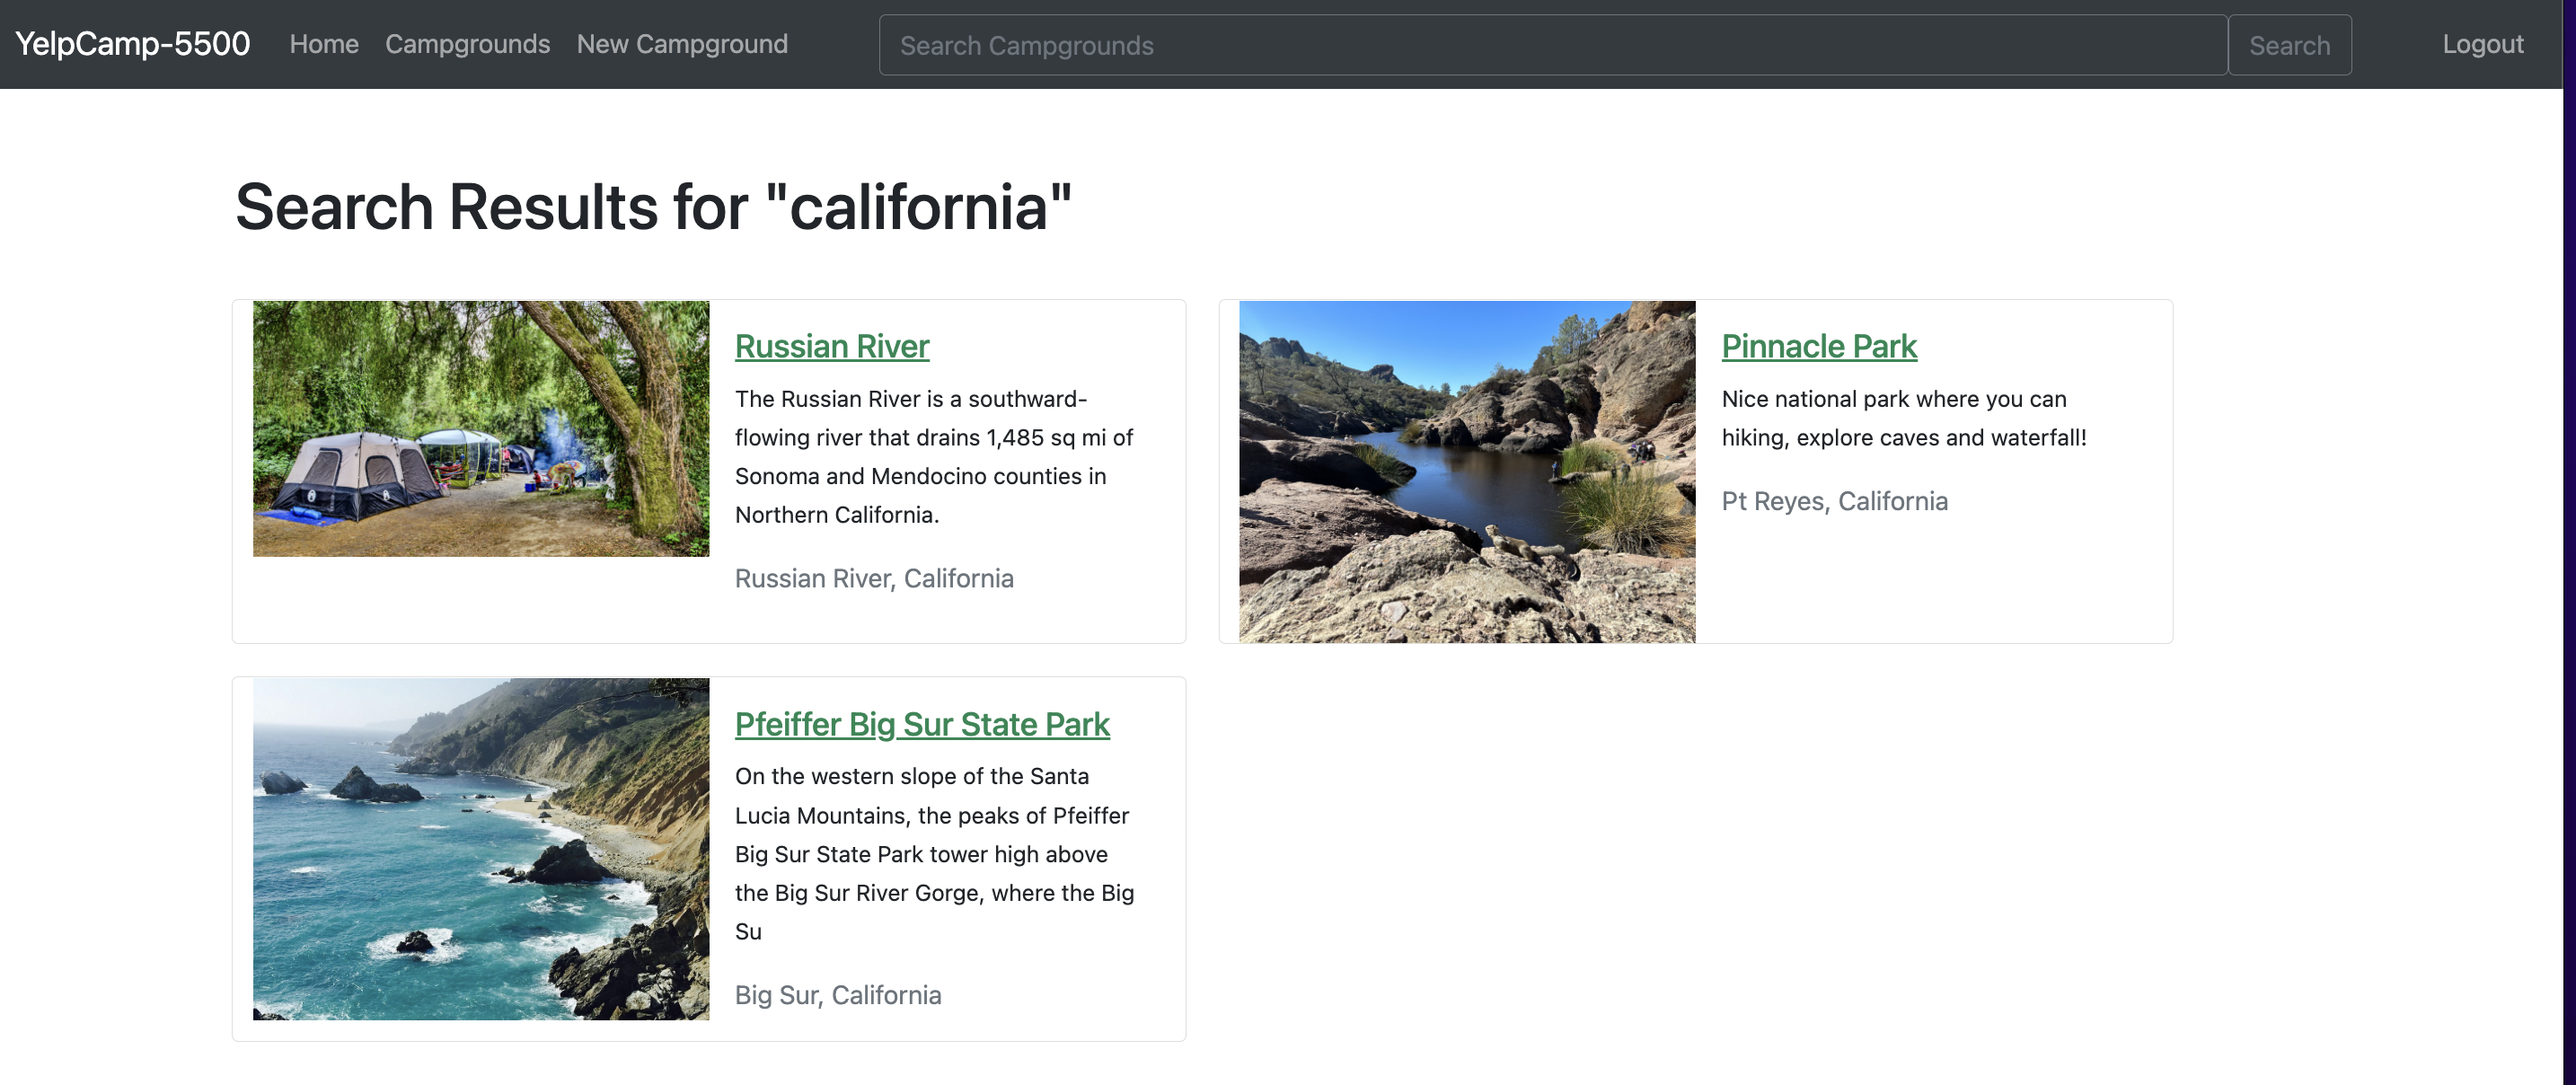 YelpCamp-5500 Home Campgrounds New Campground Search Campgrounds Search Logout
Search Results for "california"
Russian River
The Russian River is a southward-
flowing river that drains 1,485 sq mi of
Sonoma and Mendocino counties in
Northern California.
Russian River, California
Pinnacle Park
Nice national park where you can
hiking, explore caves and waterfall!
Pt Reyes, California
Pfeiffer Big Sur State Park
On the western slope of the Santa
Lucia Mountains, the peaks of Pfeiffer
Big Sur State Park tower high above
the Big Sur River Gorge, where the Big
Su
Big Sur, California